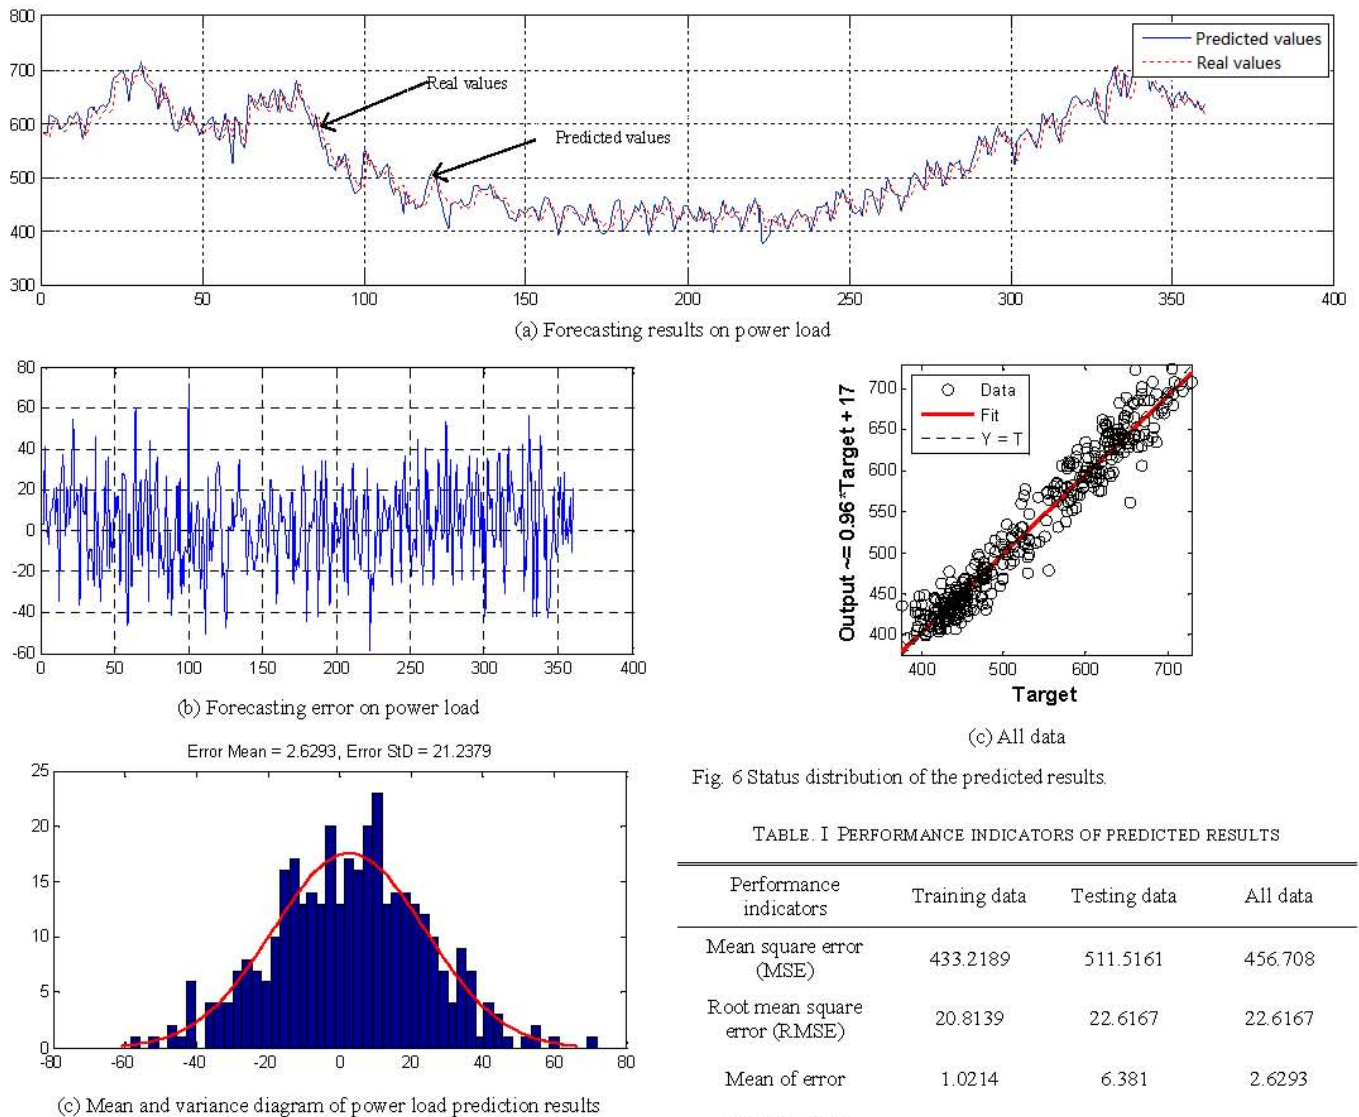 800
700
600
500
400
300
0
50
100
150
200
250
300
350
400
Predicted values
Real values
Real values
Predicted values
(a) Forecasting results on power load
80
60
40
20
0
-20
-40
-60
0
50
100
150
200
250
300
350
400
(b) Forecasting error on power load
Output ~= 0.96*Target + 17
700
650
600
550
500
450
400
Data
Fit
Y = T
400
500
600
700
Target
(c) All data
Error Mean = 2.6293, Error StD = 21.2379
25
20
15
10
5
0
-80
-60
-40
-20
0
20
40
60
80
(c) Mean and variance diagram of power load prediction results
Fig. 6 Status distribution of the predicted results.
TABLE. I PERFORMANCE INDICATORS OF PREDICTED RESULTS
Performance indicators Training data Testing data All data
Mean square error (MSE) 433.2189 511.5161 456.708
Root mean square error (RMSE) 20.8139 22.6167 22.6167
Mean of error 1.0214 6.381 2.6293